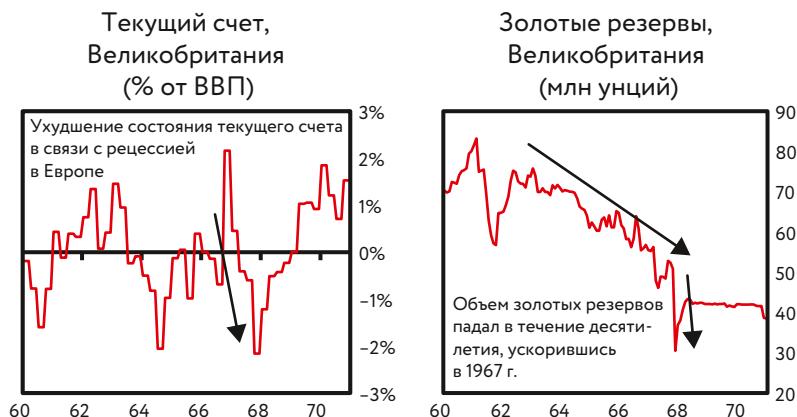 Текущий счет,
Великобритания
(% от ВВП)
Ухудшение состояния текущего счета
в связи с рецессией
в Европе
3%
2%
1%
0%
–1%
–2%
–3%
60 62 64 66 68 70
Золотые резервы,
Великобритания
(млн унций)
90
80
70
60
50
40
30
20
Объем золотых резервов
падал в течение десяти-
летия, ускорившись
в 1967 г.
60 62 64 66 68 70